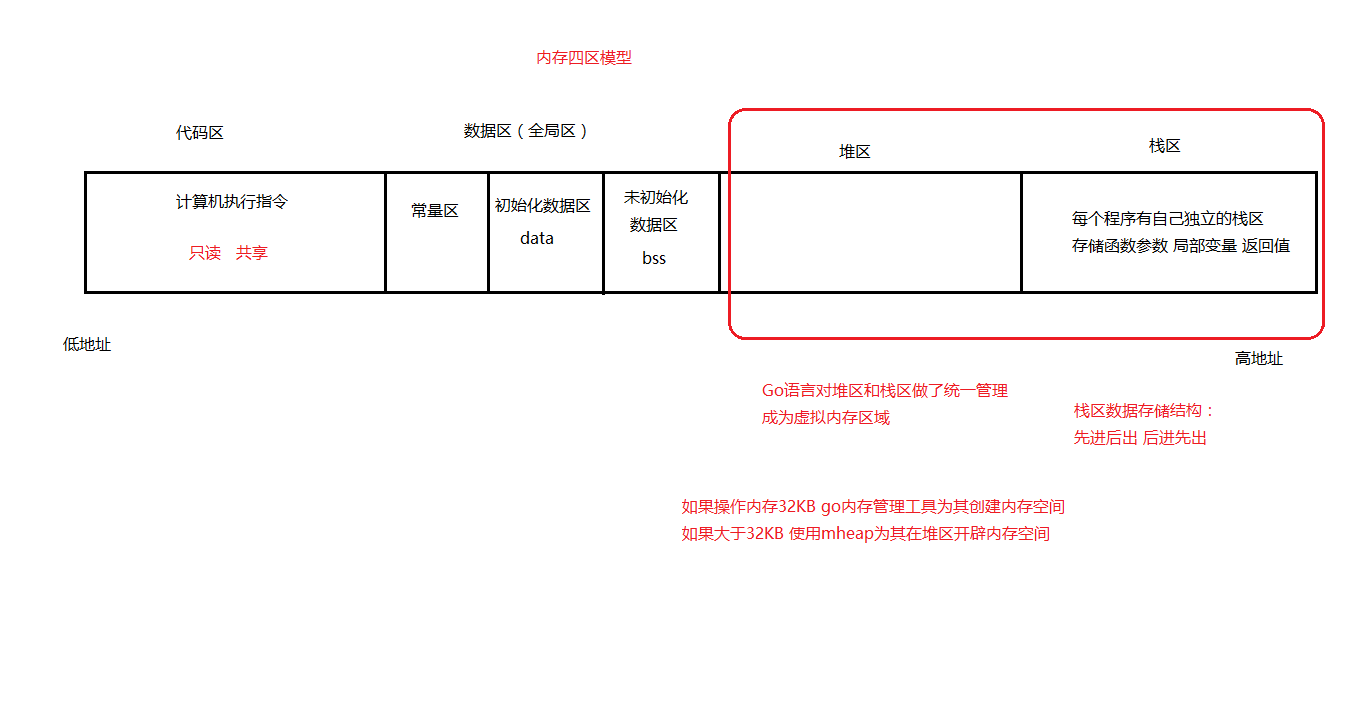 内存四区模型
代码区
数据区（全局区）
堆区
栈区
计算机执行指令
只读 共享
常量区
初始化数据区
data
未初始化
数据区
bss
每个程序有自己独立的栈区
存储函数参数 局部变量 返回值
低地址
高地址
Go语言对堆区和栈区做了统一管理
成为虚拟内存区域
栈区数据存储结构：
先进后出 后进先出
如果操作内存32KB go内存管理工具为其创建内存空间
如果大于32KB 使用mheap为其在堆区开辟内存空间